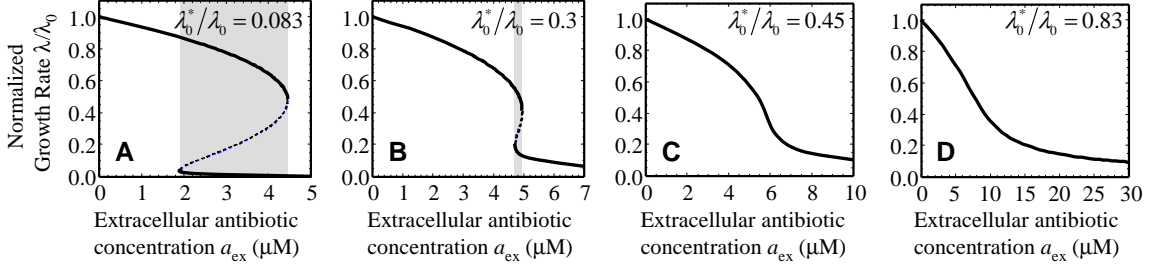 Normalized
Growth Rate λ/λ₀
1.0
0.8
0.6
0.4
0.2
0.0
λ₀*/λ₀ = 0.083
A
0 1 2 3 4 5
Extracellular antibiotic
concentration aₑₓ (μM)
1.0
0.8
0.6
0.4
0.2
0.0
λ₀*/λ₀ = 0.3
B
0 1 2 3 4 5 6 7
Extracellular antibiotic
concentration aₑₓ (μM)
1.0
0.8
0.6
0.4
0.2
0.0
λ₀*/λ₀ = 0.45
C
0 2 4 6 8 10
Extracellular antibiotic
concentration aₑₓ (μM)
1.0
0.8
0.6
0.4
0.2
0.0
λ₀*/λ₀ = 0.83
D
0 5 10 15 20 25 30
Extracellular antibiotic
concentration aₑₓ (μM)